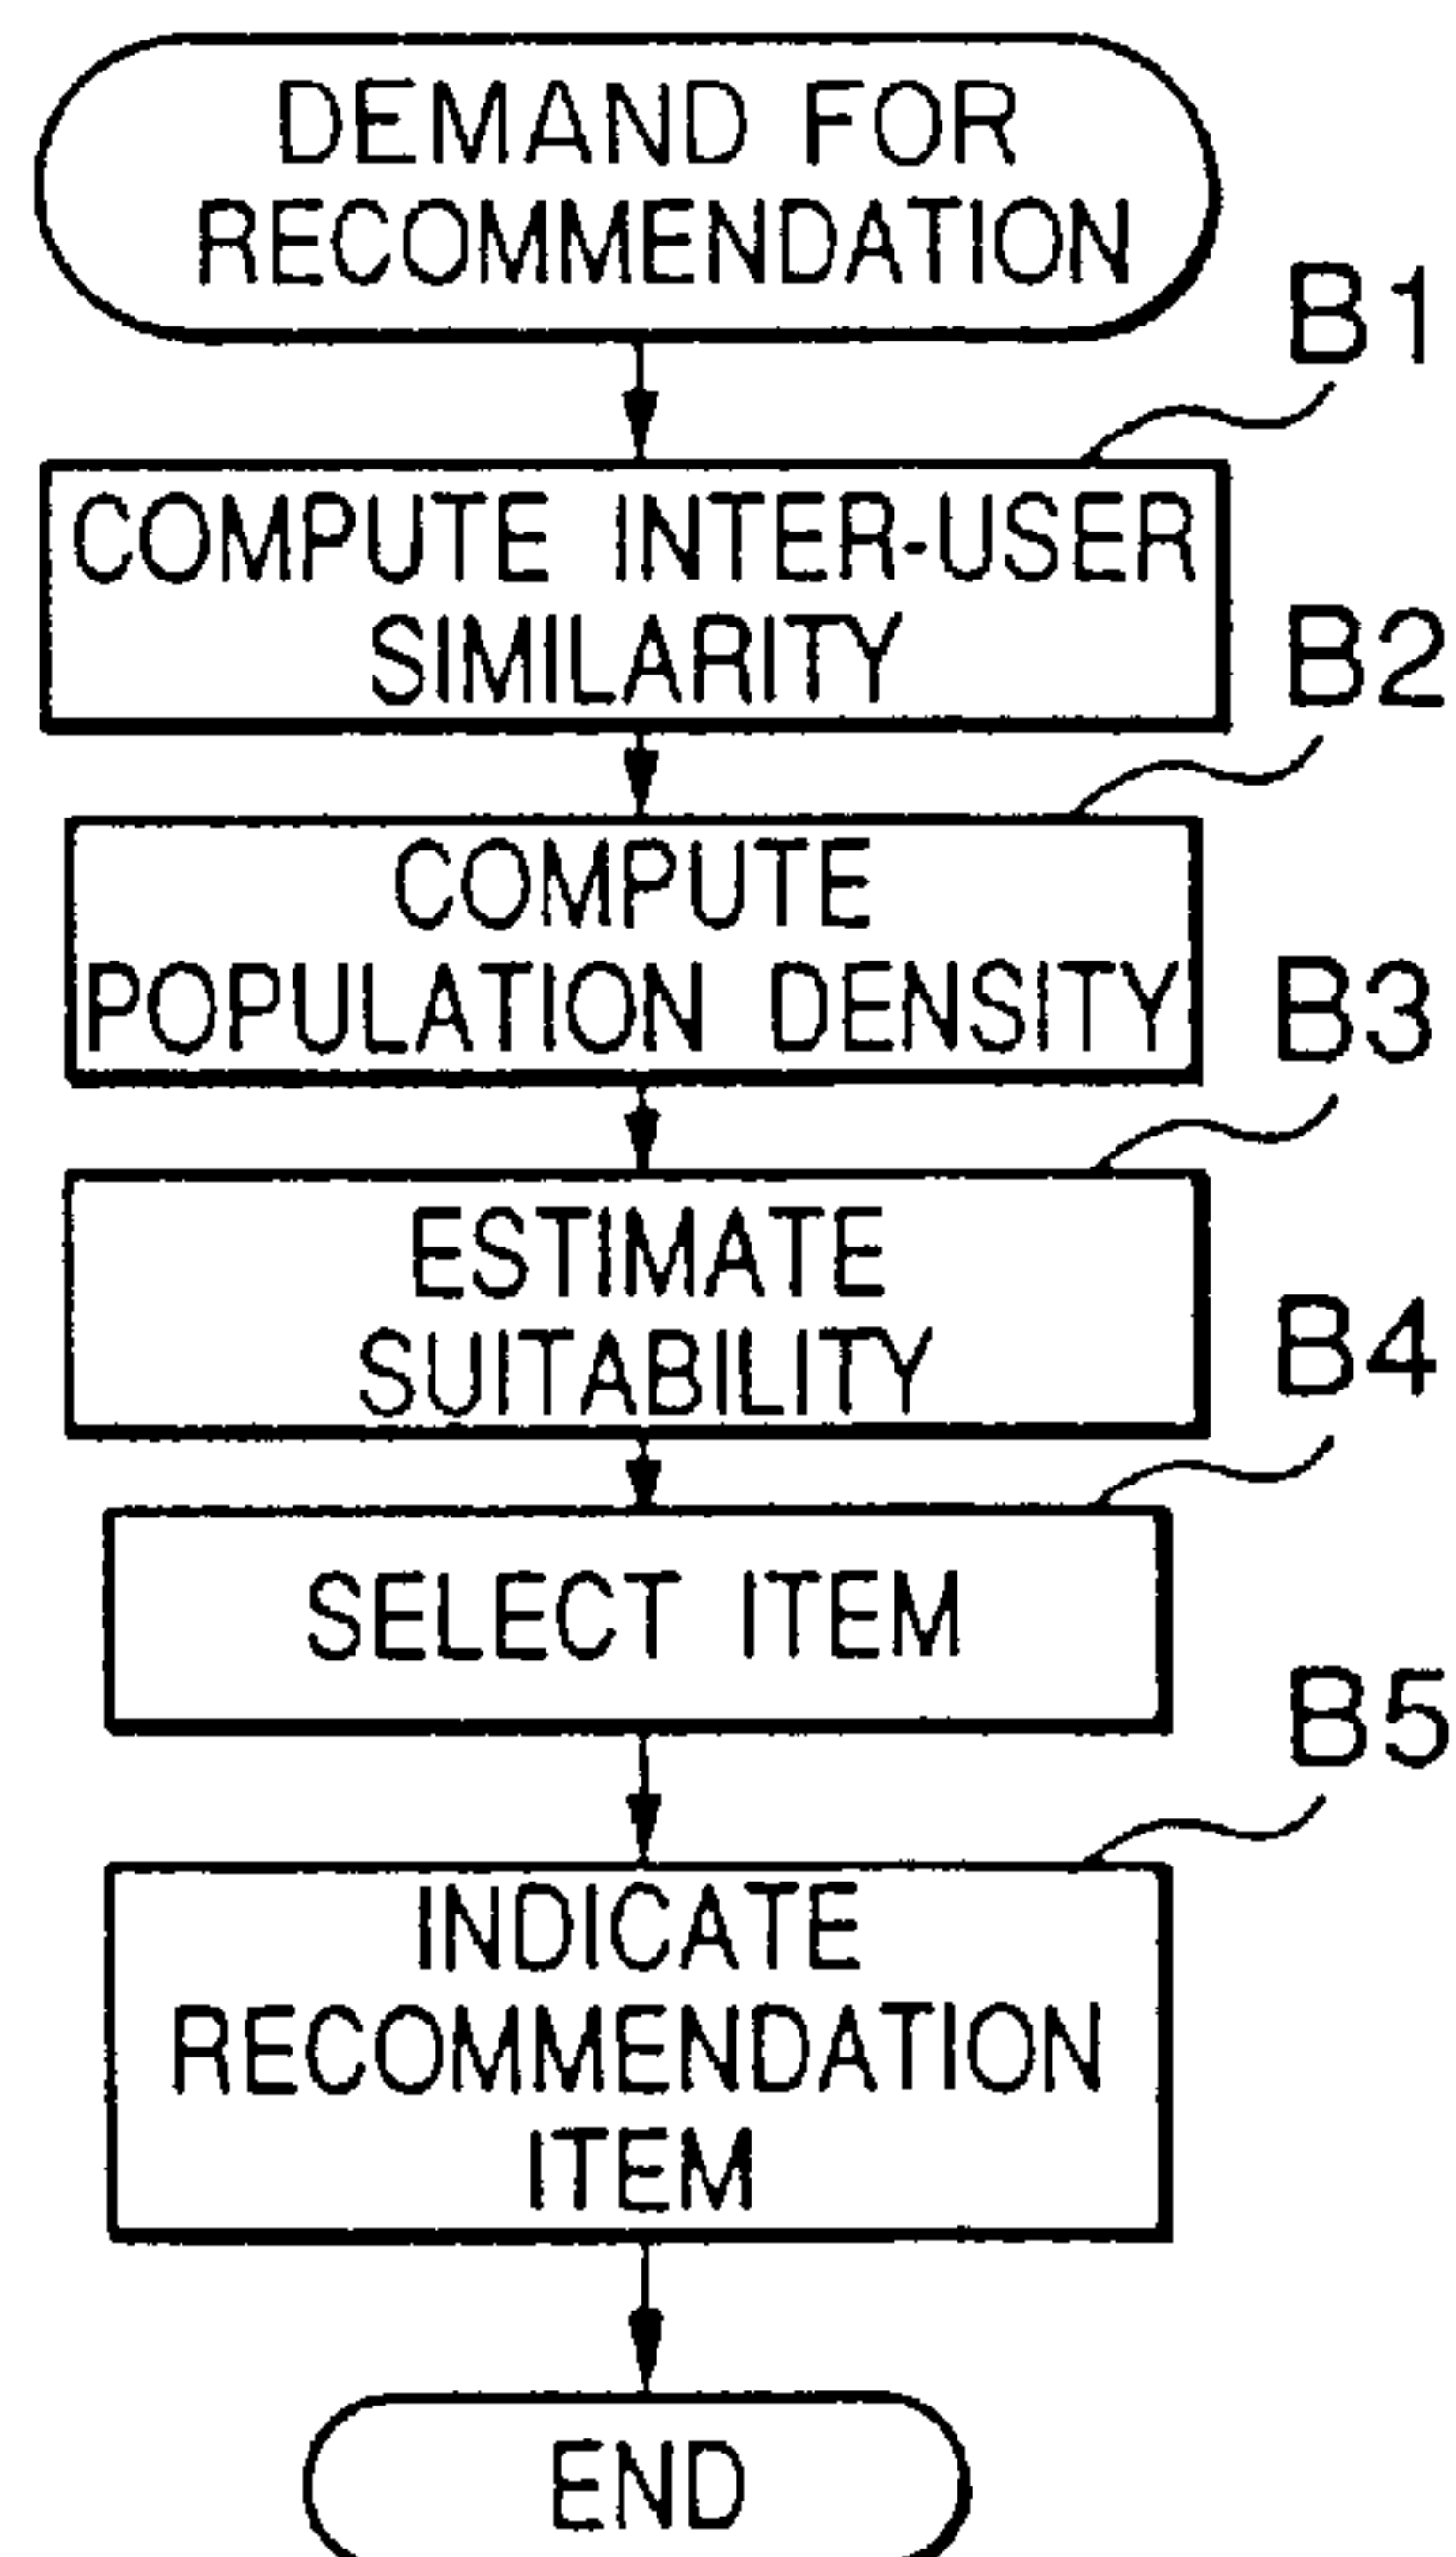 DEMAND FOR
RECOMMENDATION
B1
COMPUTE INTER-USER
SIMILARITY
B2
COMPUTE
POPULATION DENSITY
B3
ESTIMATE
SUITABILITY
B4
SELECT ITEM
B5
INDICATE
RECOMMENDATION
ITEM
END